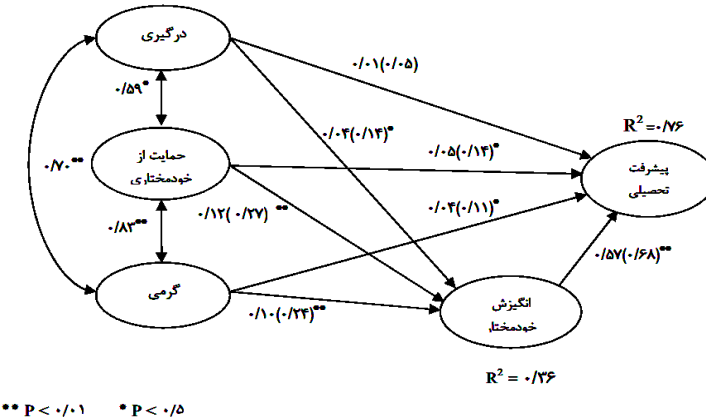 درگیری
۰/۰۱(۰/۰۵)
۰/۵۹*
R² =۰/۷۶
۰/۰۴(۰/۱۴)*
۰/۷۰**
حمایت از
خودمختاری
۰/۰۵(۰/۱۴)*
پیشرفت
تحصیلی
۰/۰۴(۰/۱۱)*
۰/۱۲( ۰/۲۷) **
۰/۸۳**
۰/۵۷(۰/۶۸)**
گرمی
انگیزش
خودمختار
۰/۱۰(۰/۲۴)**
R² = ۰/۳۶
** P < ۰/۰۱ * P < ۰/۵